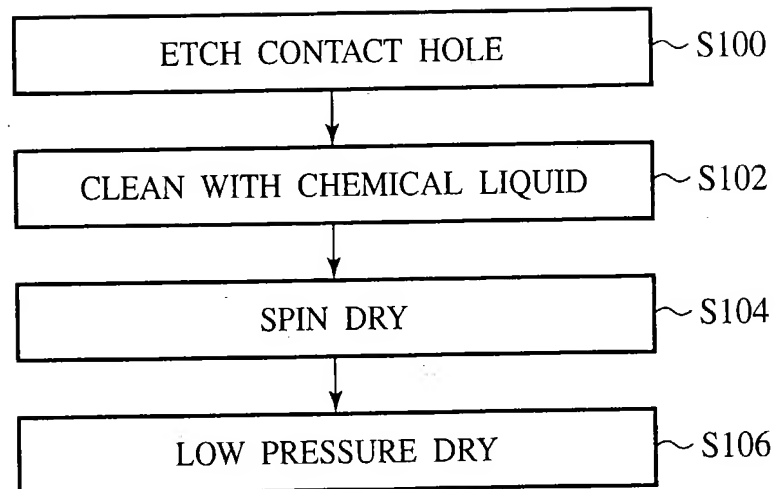 ETCH CONTACT HOLE S100
CLEAN WITH CHEMICAL LIQUID S102
SPIN DRY S104
LOW PRESSURE DRY S106